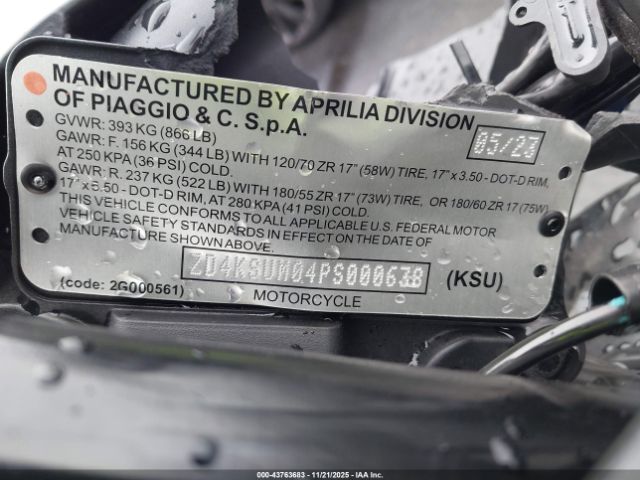 MANUFACTURED BY APRILIA DIVISION
OF PIAGGIO & C. S.p.A.
05/23
GVWR: 393 KG (866 LB)
GAWR: F. 156 KG (344 LB) WITH 120/70 ZR 17" (58W) TIRE, 17" x 3.50 - DOT-D RIM,
AT 250 KPA (36 PSI) COLD.
GAWR: R. 237 KG (522 LB) WITH 180/55 ZR 17" (73W) TIRE, OR 180/60 ZR 17 (75W)
17" x 5.50 - DOT-D RIM, AT 280 KPA (41 PSI) COLD.
THIS VEHICLE CONFORMS TO ALL APPLICABLE U.S. FEDERAL MOTOR
VEHICLE SAFETY STANDARDS IN EFFECT ON THE DATE OF
MANUFACTURE SHOWN ABOVE.
ZD4KSUM04PS000638
(KSU)
(code: 2G000561)
MOTORCYCLE
000-43763683 - 11/21/2025 - IAA Inc.